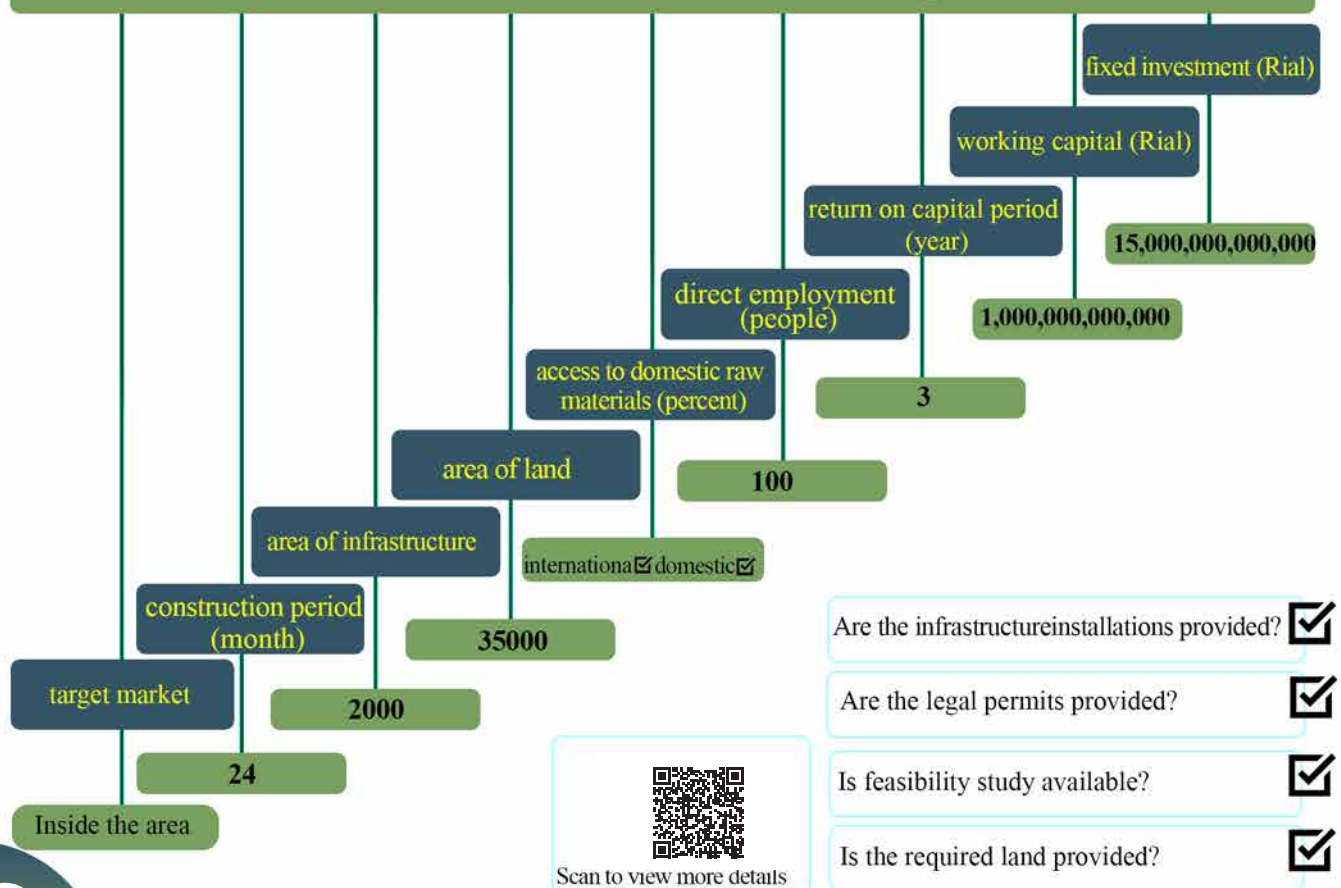 fixed investment (Rial)
15,000,000,000,000
working capital (Rial)
1,000,000,000,000
return on capital period
(year)
3
direct employment
(people)
100
access to domestic raw
materials (percent)
internationa☑ domestic☑
area of land
35000
area of infrastructure
2000
construction period
(month)
24
target market
Inside the area
Are the infrastructureinstallations provided? ☑
Are the legal permits provided? ☑
Is feasibility study available? ☑
Is the required land provided? ☑
Scan to view more details